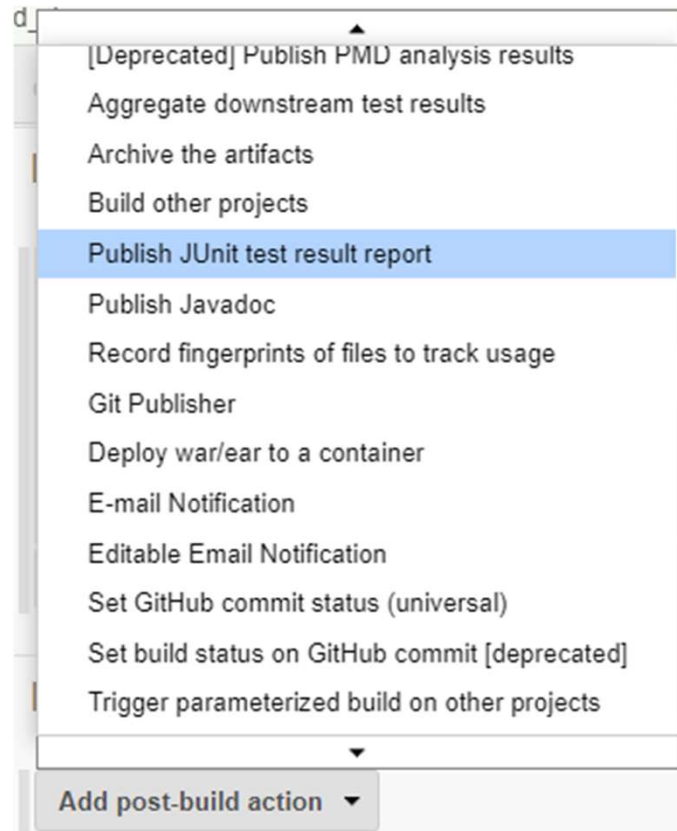 [Deprecated] Publish PMD analysis results
Aggregate downstream test results
Archive the artifacts
Build other projects
Publish JUnit test result report
Publish Javadoc
Record fingerprints of files to track usage
Git Publisher
Deploy war/ear to a container
E-mail Notification
Editable Email Notification
Set GitHub commit status (universal)
Set build status on GitHub commit [deprecated]
Trigger parameterized build on other projects
Add post-build action